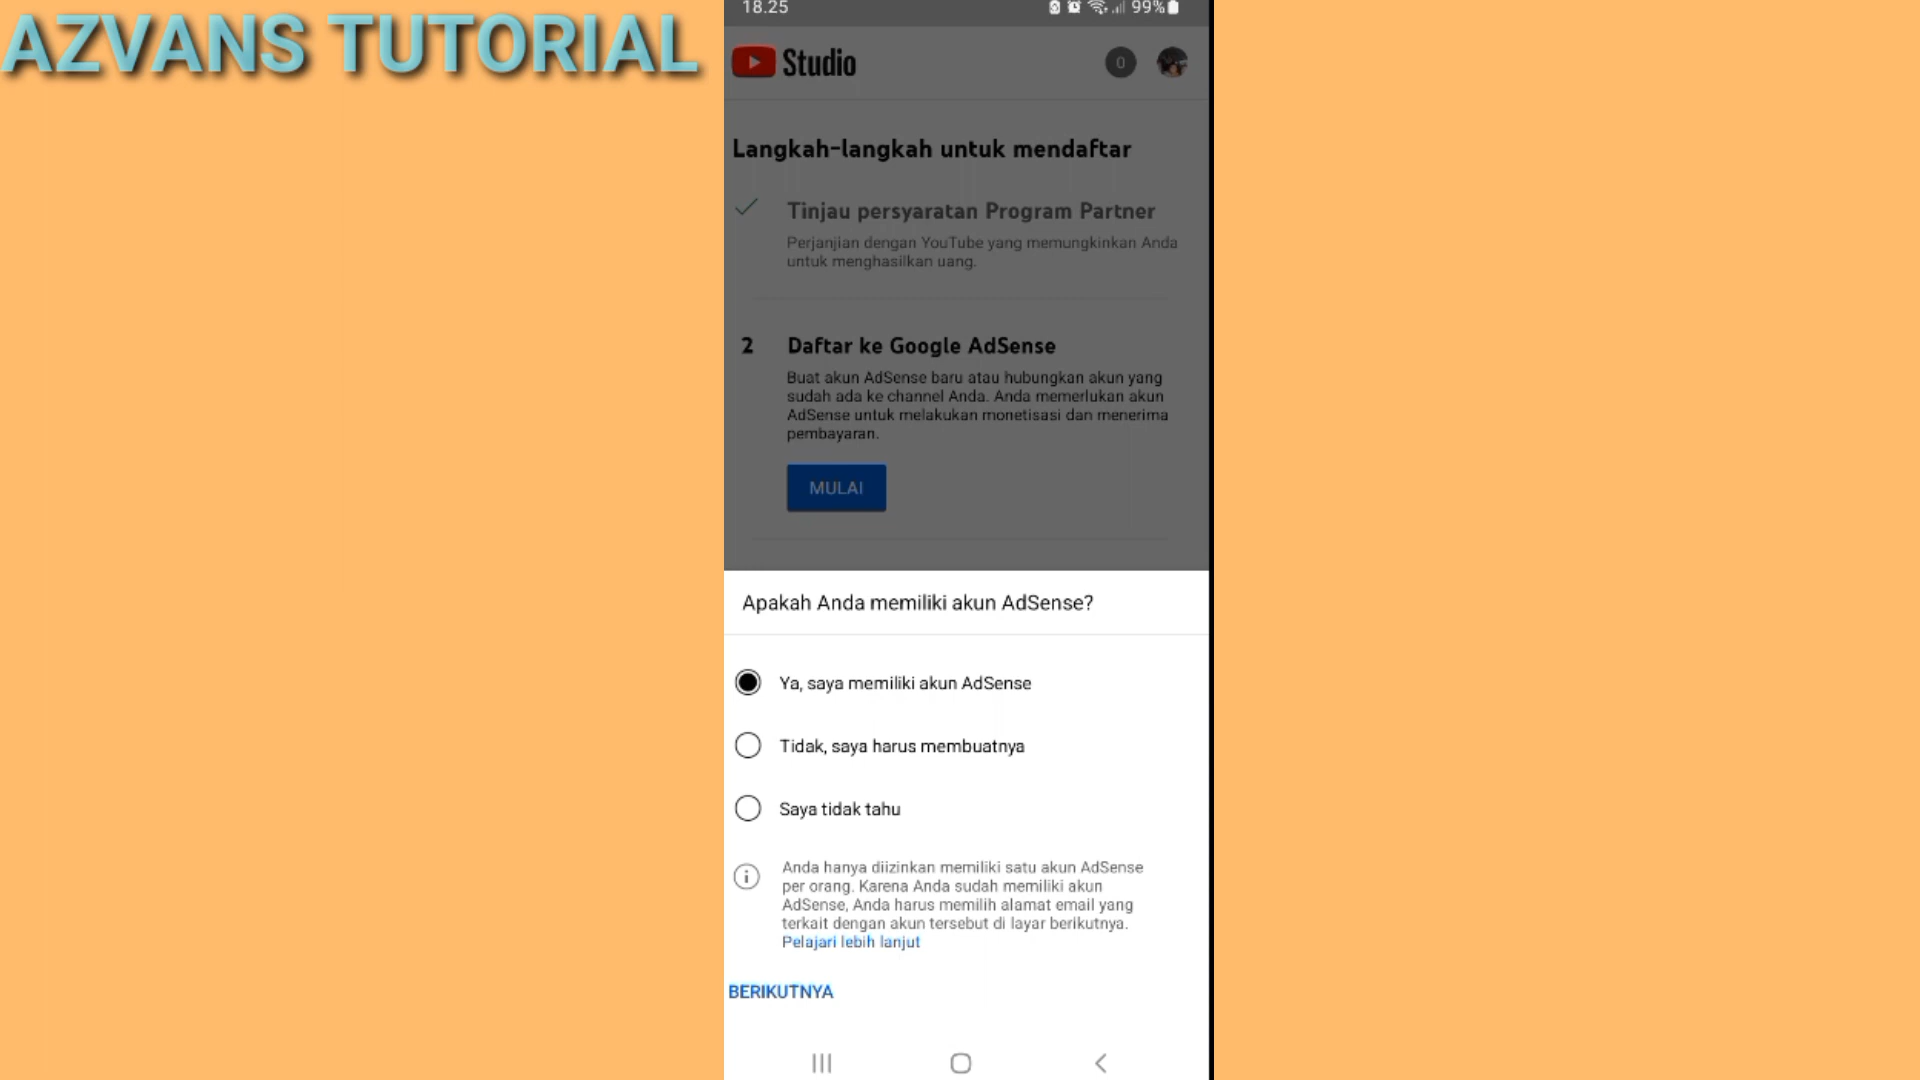 AZVANS TUTORIAL
18.25
99%
Studio
0
Langkah-langkah untuk mendaftar
Tinjau persyaratan Program Partner
Perjanjian dengan YouTube yang memungkinkan Anda
untuk menghasilkan uang.
2
Daftar ke Google AdSense
Buat akun AdSense baru atau hubungkan akun yang
sudah ada ke channel Anda. Anda memerlukan akun
AdSense untuk melakukan monetisasi dan menerima
pembayaran.
MULAI
Apakah Anda memiliki akun AdSense?
Ya, saya memiliki akun AdSense
Tidak, saya harus membuatnya
Saya tidak tahu
Anda hanya diizinkan memiliki satu akun AdSense
per orang. Karena Anda sudah memiliki akun
AdSense, Anda harus memilih alamat email yang
terkait dengan akun tersebut di layar berikutnya.
Pelajari lebih lanjut
BERIKUTNYA